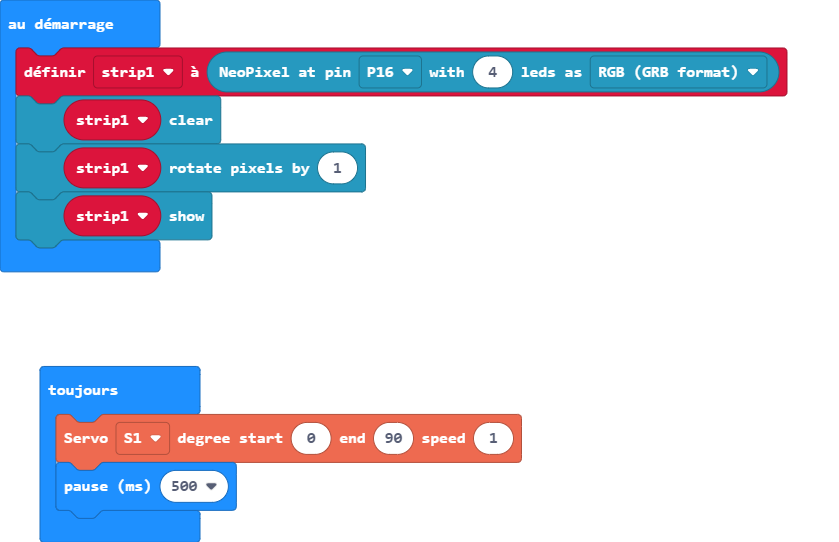 au démarrage
définir strip1 à NeoPixel at pin P16 with 4 leds as RGB (GRB format)
strip1 clear
strip1 rotate pixels by 1
strip1 show
toujours
Servo S1 degree start 0 end 90 speed 1
pause (ms) 500